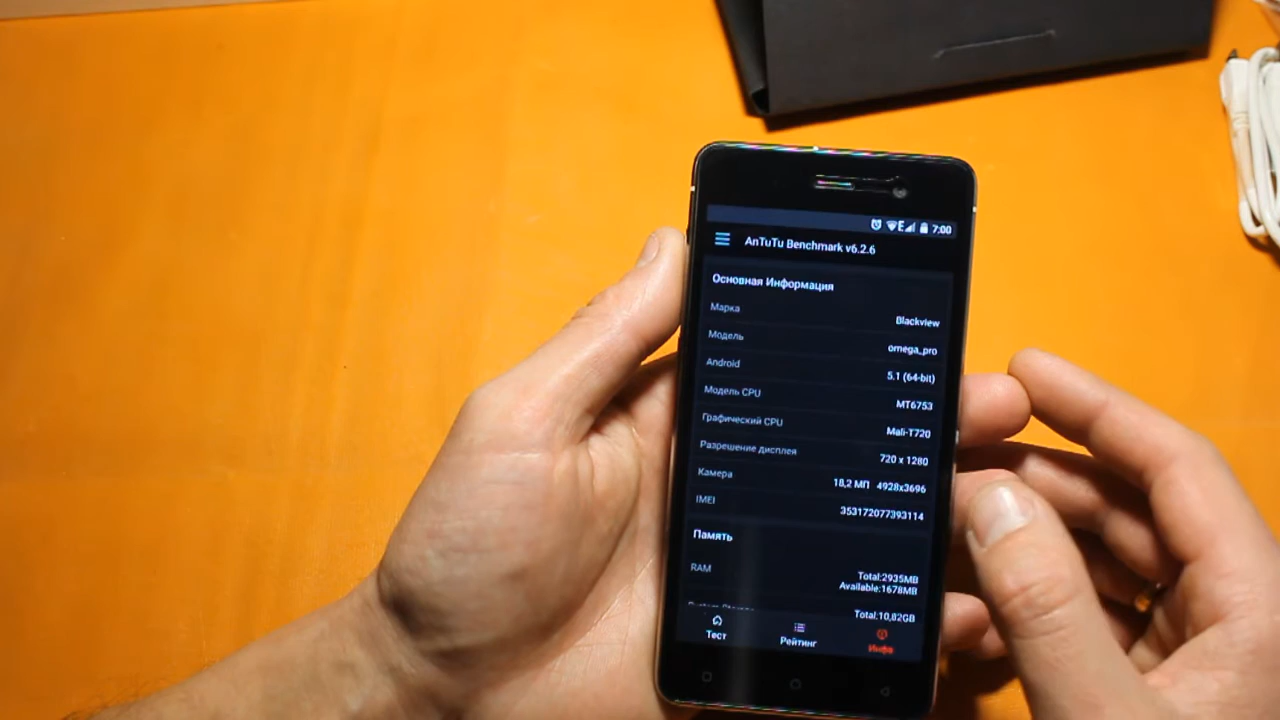 E 7:00
AnTuTu Benchmark v6.2.6
Основная Информация
Марка Blackview
Модель omega_pro
Android 5.1 (64-bit)
Модель CPU MT6753
Графический CPU Mali-T720
Разрешение дисплея 720 x 1280
Камера 18,2 МП 4928x3696
IMEI 353172077393114
Память
RAM Total:2935MB
Available:1678MB
Total:10,82GB
Тест Рейтинг Инфо